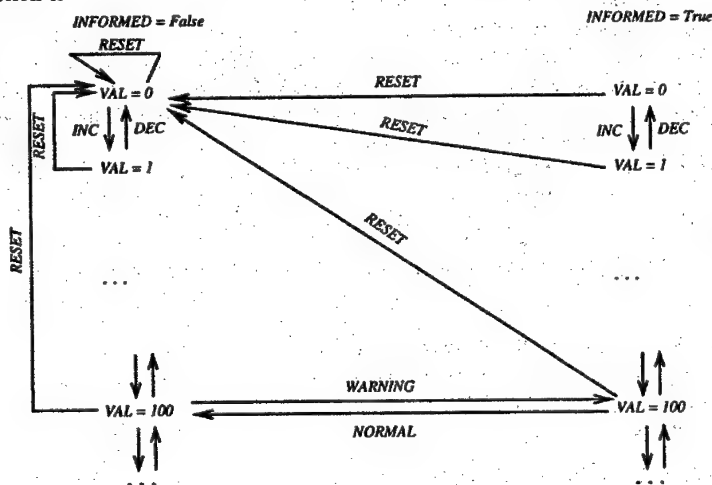 INFORMED = False
INFORMED = True
RESET
RESET
VAL = 0
VAL = 0
RESET
INC
DEC
RESET
INC
DEC
VAL = 1
VAL = 1
RESET
RESET
...
...
WARNING
VAL = 100
VAL = 100
NORMAL
...
...